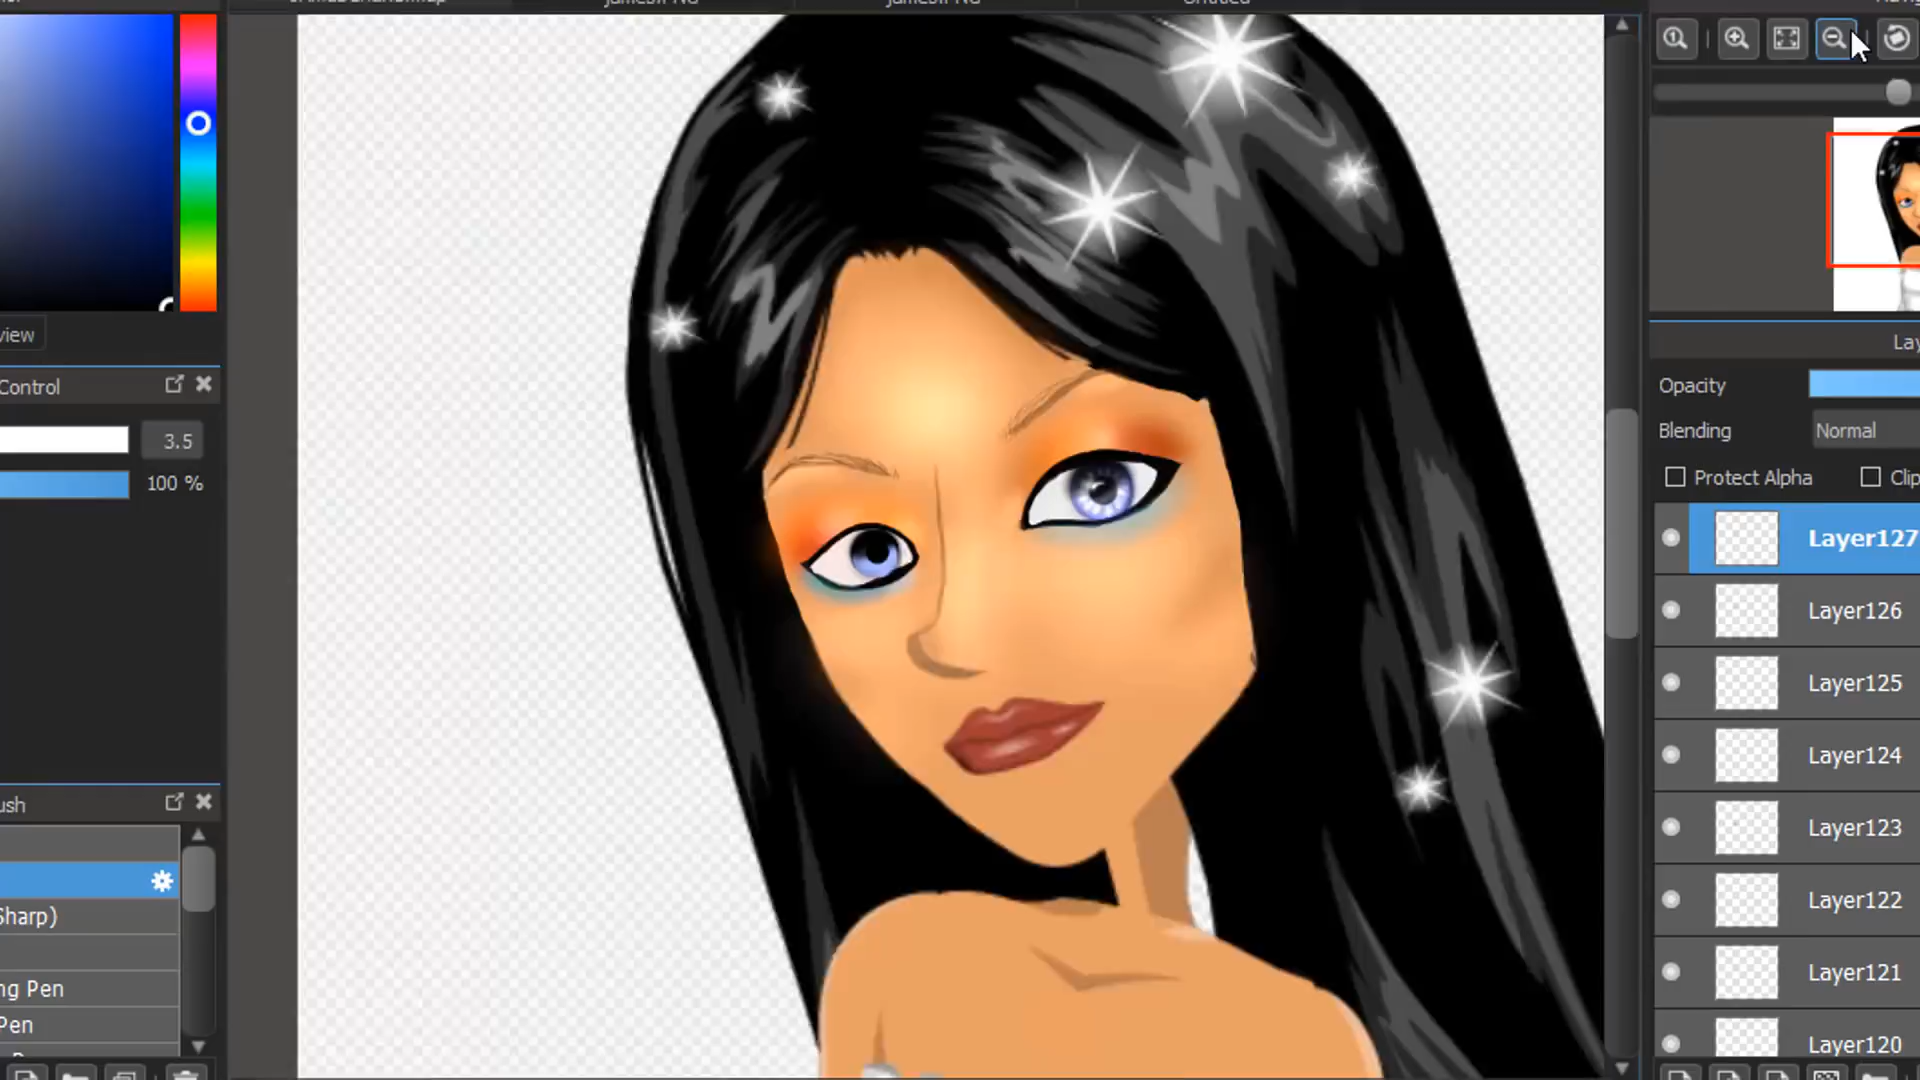 view
Control
3.5
100 %
ush
Sharp)
ng Pen
Pen
Lay
Opacity
Blending
Normal
Protect Alpha
Clip
Layer127
Layer126
Layer125
Layer124
Layer123
Layer122
Layer121
Layer120